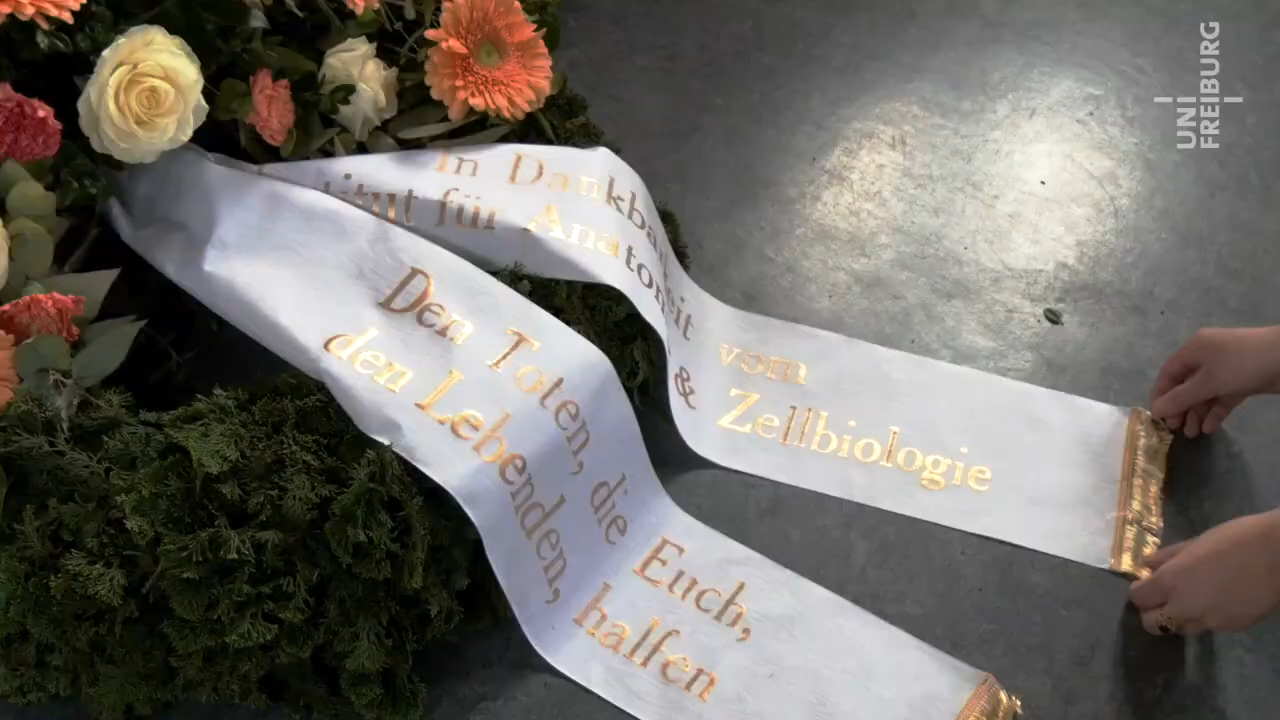 UNI
FREIBURG
In Dankbarkeit vom
Institut für Anatomie & Zellbiologie
Den Toten, die Euch,
den Lebenden, halfen